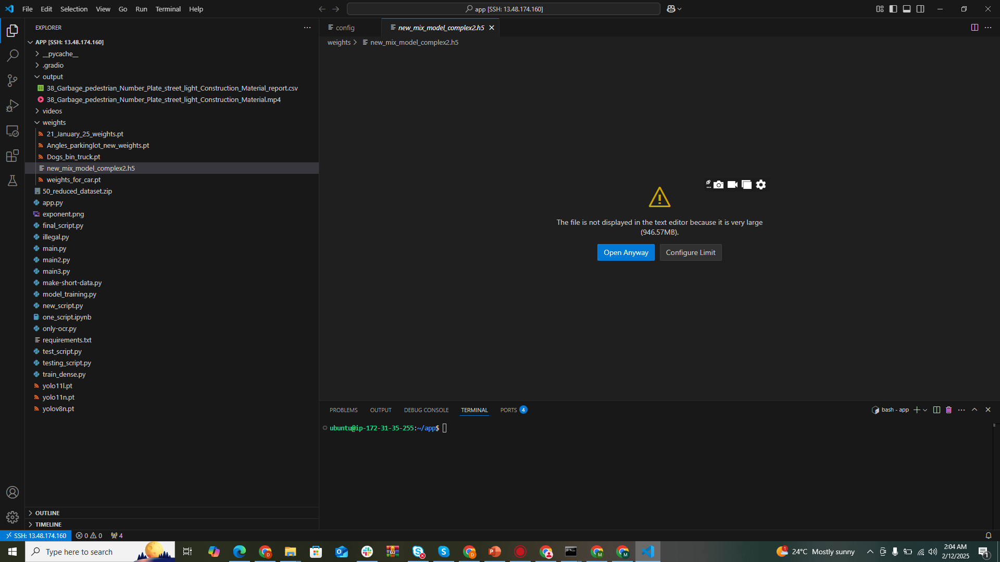 File Edit Selection View Go Run Terminal Help
app [SSH: 13.48.174.160]
EXPLORER
APP [SSH: 13.48.174.160]
__pycache__
.gradio
output
38_Garbage_pedestrian_Number_Plate_street_light_Construction_Material_report.csv
38_Garbage_pedestrian_Number_Plate_street_light_Construction_Material.mp4
videos
weights
21_January_25_weights.pt
Angles_parkinglot_new_weights.pt
Dogs_bin_truck.pt
new_mix_model_complex2.h5
weights_for_car.pt
50_reduced_dataset.zip
app.py
exponent.png
final_script.py
illegal.py
main.py
main2.py
main3.py
make-short-data.py
model_training.py
new_script.py
one_script.ipynb
only-ocr.py
requirements.txt
test_script.py
testing_script.py
train_dense.py
yolo11l.pt
yolo11n.pt
yolov8n.pt
OUTLINE
TIMELINE
config
new_mix_model_complex2.h5
weights > new_mix_model_complex2.h5
The file is not displayed in the text editor because it is very large
(946.57MB).
Open Anyway Configure Limit
PROBLEMS OUTPUT DEBUG CONSOLE TERMINAL PORTS 4
bash - app
ubuntu@ip-172-31-35-255:~/app$
SSH: 13.48.174.160 0 0 4
Type here to search
24°C Mostly sunny
2:04 AM
2/12/2025